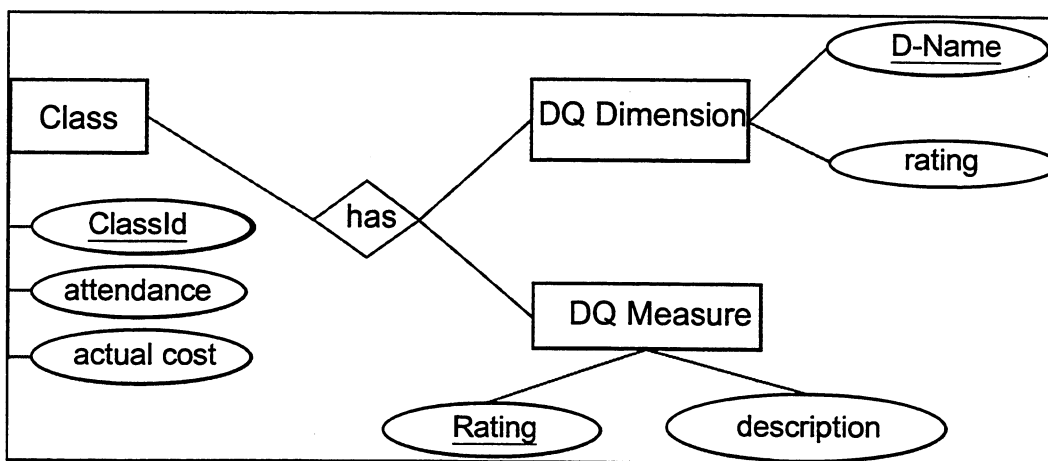 D-Name
Class
DQ Dimension
rating
has
ClassId
attendance
DQ Measure
actual cost
Rating
description